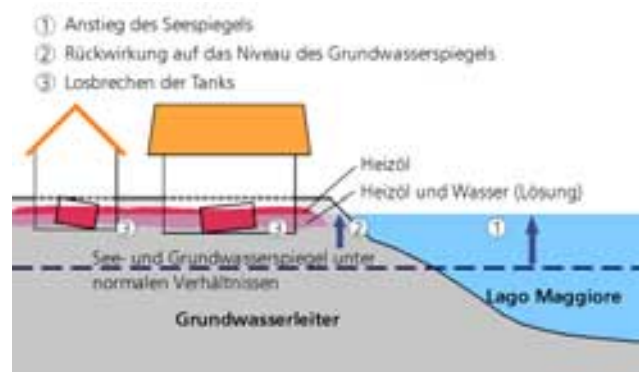 ① Anstieg des Seespiegels
② Rückwirkung auf das Niveau des Grundwasserspiegels
③ Losbrechen der Tanks
Heizöl
Heizöl und Wasser (Lösung)
③ ③ ② ①
See- und Grundwasserspiegel unter
normalen Verhältnissen
Lago Maggiore
Grundwasserleiter